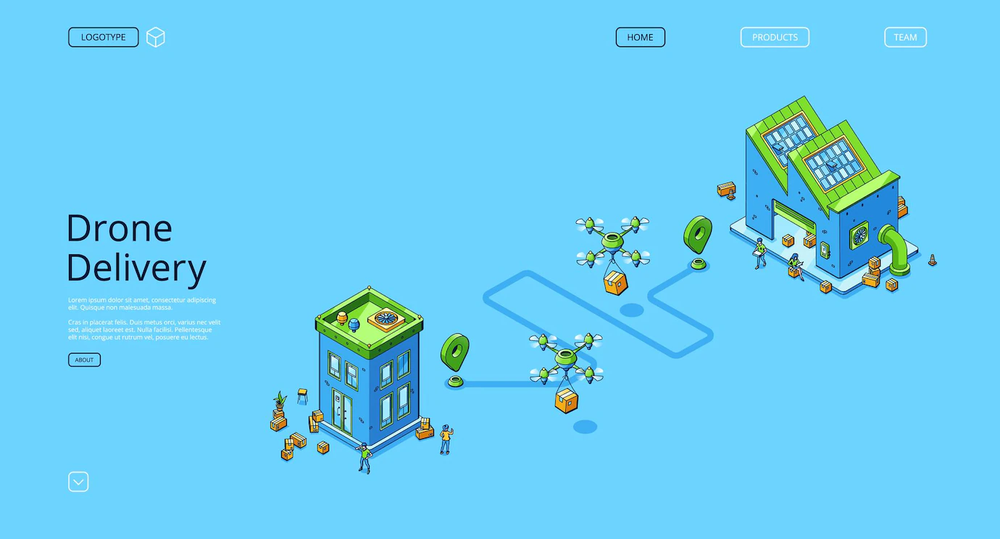 LOGOTYPE
HOME
PRODUCTS
TEAM
Drone
Delivery
Lorem ipsum dolor sit amet, consectetur adipiscing
elit. Quisque non malesuada massa.
Cras in placerat felis. Duis metus orci, varius nec velit
sed, aliquet laoreet est. Nulla facilisi. Pellentesque
elit nisi, congue ut rutrum vel, posuere eu lectus.
ABOUT